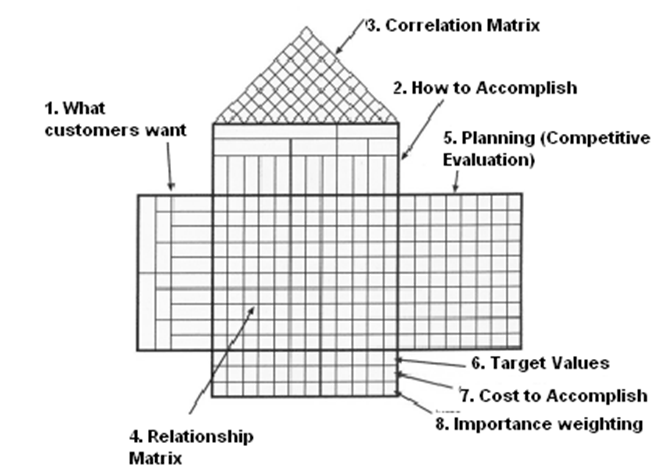 3. Correlation Matrix
2. How to Accomplish
1. What
customers want
5. Planning (Competitive
Evaluation)
6. Target Values
7. Cost to Accomplish
8. Importance weighting
4. Relationship
Matrix